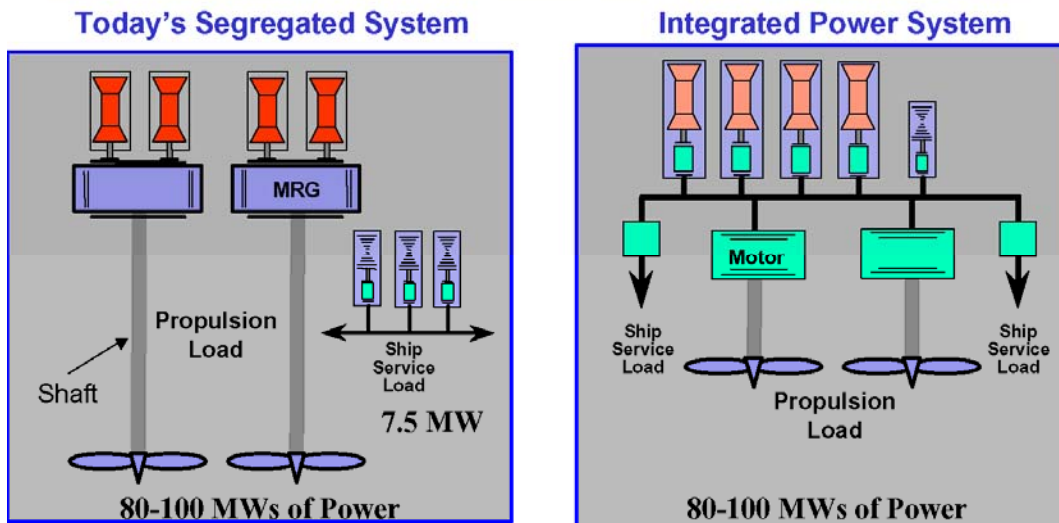 Today's Segregated System
MRG
Propulsion
Load
Shaft
Ship
Service
Load
7.5 MW
80-100 MWs of Power
Integrated Power System
Motor
Ship
Service
Load
Ship
Service
Load
Propulsion
Load
80-100 MWs of Power